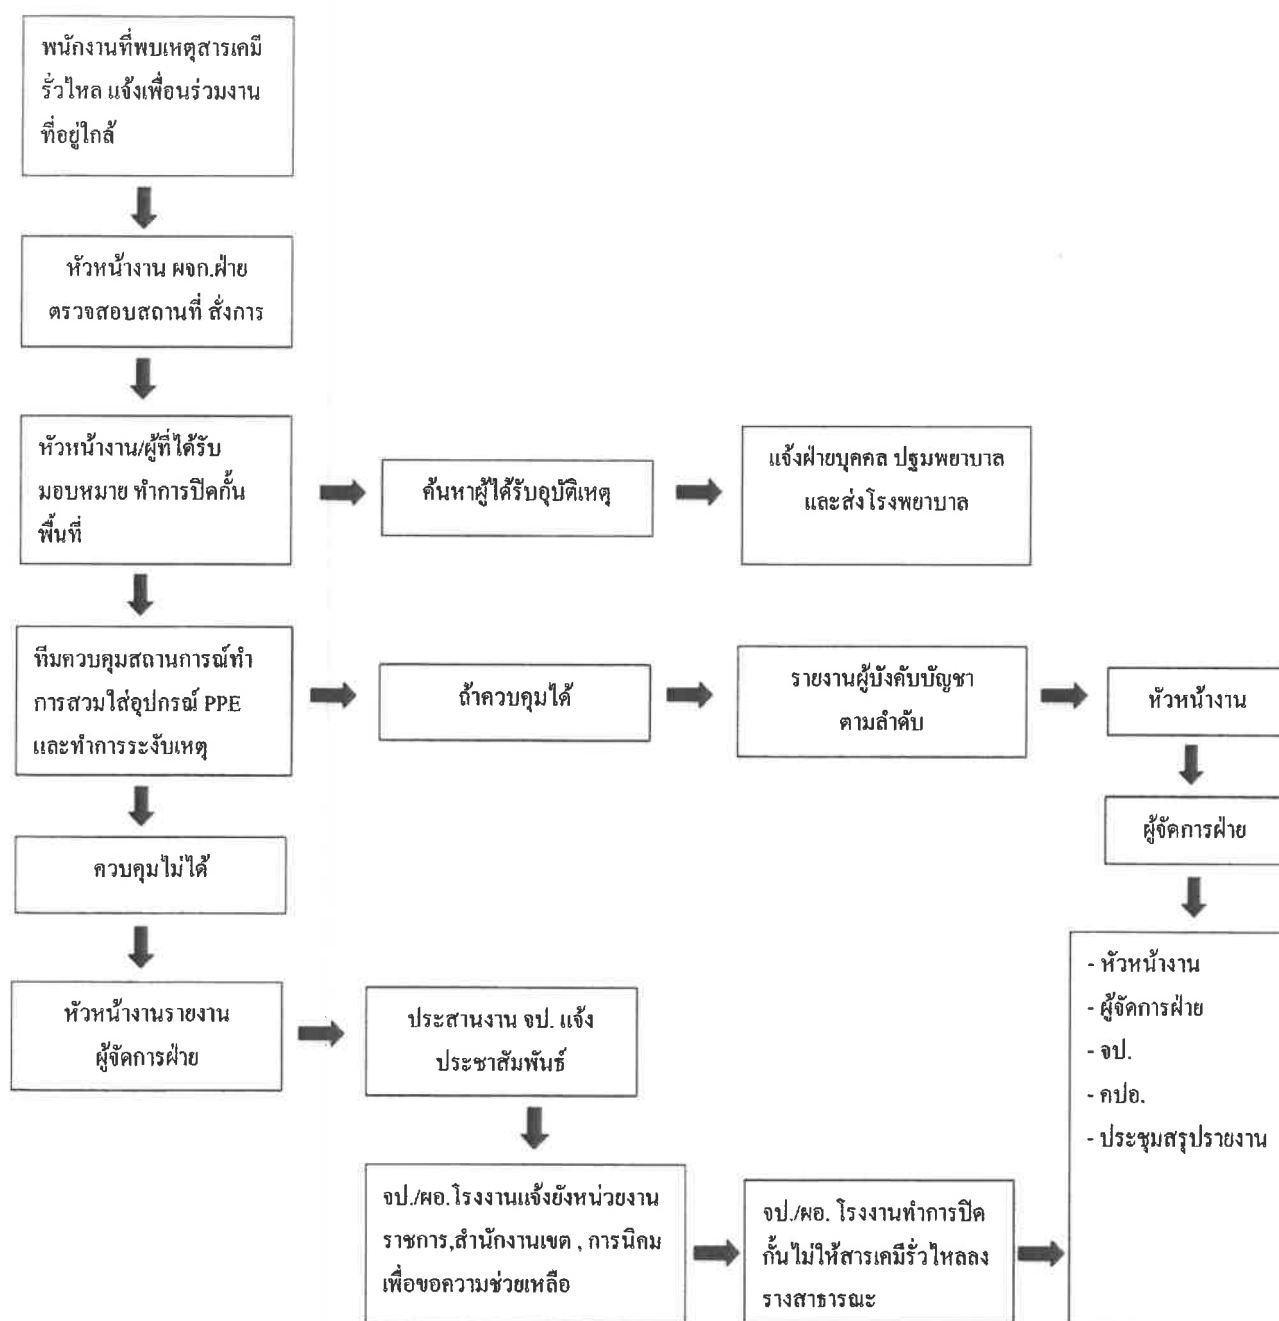 พนักงานที่พบเหตุสารเคมี
รั่วไหล แจ้งเพื่อนร่วมงาน
ที่อยู่ใกล้
หัวหน้างาน ผจก.ฝ่าย
ตรวจสอบสถานที่ สั่งการ
หัวหน้างาน/ผู้ที่ได้รับ
มอบหมาย ทำการปิดกั้น
พื้นที่
ค้นหาผู้ได้รับอุบัติเหตุ
แจ้งฝ่ายบุคคล ปฐมพยาบาล
และส่งโรงพยาบาล
ทีมควบคุมสถานการณ์ทำ
การสวมใส่อุปกรณ์ PPE
และทำการระงับเหตุ
ถ้าควบคุมได้
รายงานผู้บังคับบัญชา
ตามลำดับ
หัวหน้างาน
ผู้จัดการฝ่าย
ควบคุมไม่ได้
หัวหน้างานรายงาน
ผู้จัดการฝ่าย
ประสานงาน จป. แจ้ง
ประชาสัมพันธ์
จป./ผอ.โรงงานแจ้งยังหน่วยงาน
ราชการ,สำนักงานเขต , การนิคม
เพื่อขอความช่วยเหลือ
จป./ผอ. โรงงานทำการปิด
กั้นไม่ให้สารเคมีรั่วไหลลง
รางสาธารณะ
- หัวหน้างาน
- ผู้จัดการฝ่าย
- จป.
- คปอ.
- ประชุมสรุปรายงาน